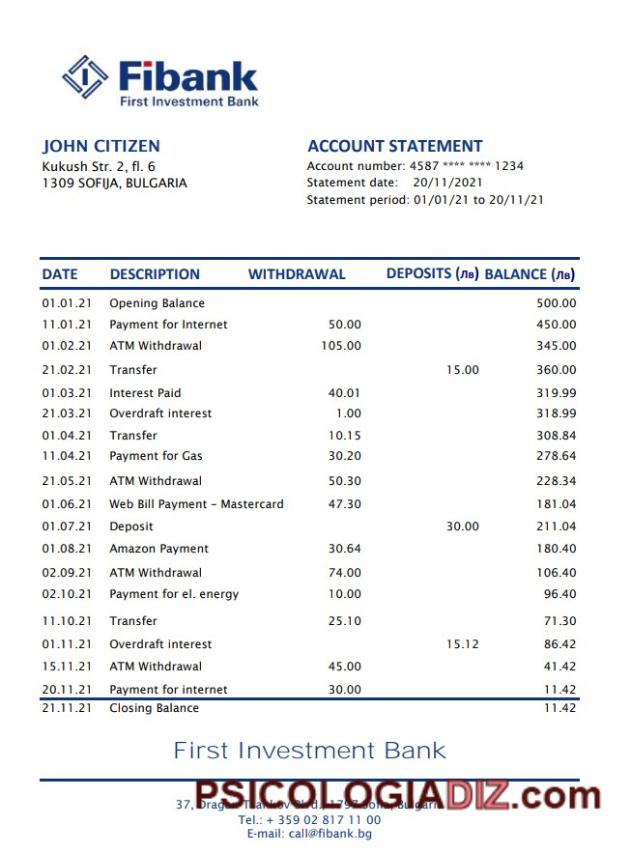 Fibank
First Investment Bank
JOHN CITIZEN
Kukush Str. 2, fl. 6
1309 SOFIJA, BULGARIA
ACCOUNT STATEMENT
Account number: 4587 **** **** 1234
Statement date: 20/11/2021
Statement period: 01/01/21 to 20/11/21
DATE DESCRIPTION WITHDRAWAL DEPOSITS (Лв) BALANCE (Лв)
01.01.21 Opening Balance 500.00
11.01.21 Payment for Internet 50.00 450.00
01.02.21 ATM Withdrawal 105.00 345.00
21.02.21 Transfer 15.00 360.00
01.03.21 Interest Paid 40.01 319.99
21.03.21 Overdraft interest 1.00 318.99
01.04.21 Transfer 10.15 308.84
11.04.21 Payment for Gas 30.20 278.64
21.05.21 ATM Withdrawal 50.30 228.34
01.06.21 Web Bill Payment – Mastercard 47.30 181.04
01.07.21 Deposit 30.00 211.04
01.08.21 Amazon Payment 30.64 180.40
02.09.21 ATM Withdrawal 74.00 106.40
02.10.21 Payment for el. energy 10.00 96.40
11.10.21 Transfer 25.10 71.30
01.11.21 Overdraft interest 15.12 86.42
15.11.21 ATM Withdrawal 45.00 41.42
20.11.21 Payment for internet 30.00 11.42
21.11.21 Closing Balance 11.42
First Investment Bank
PSICOLOGIADIZ.com
37, 1797
Tel.: + 359 02 817 11 00
E-mail: call@fibank.bg